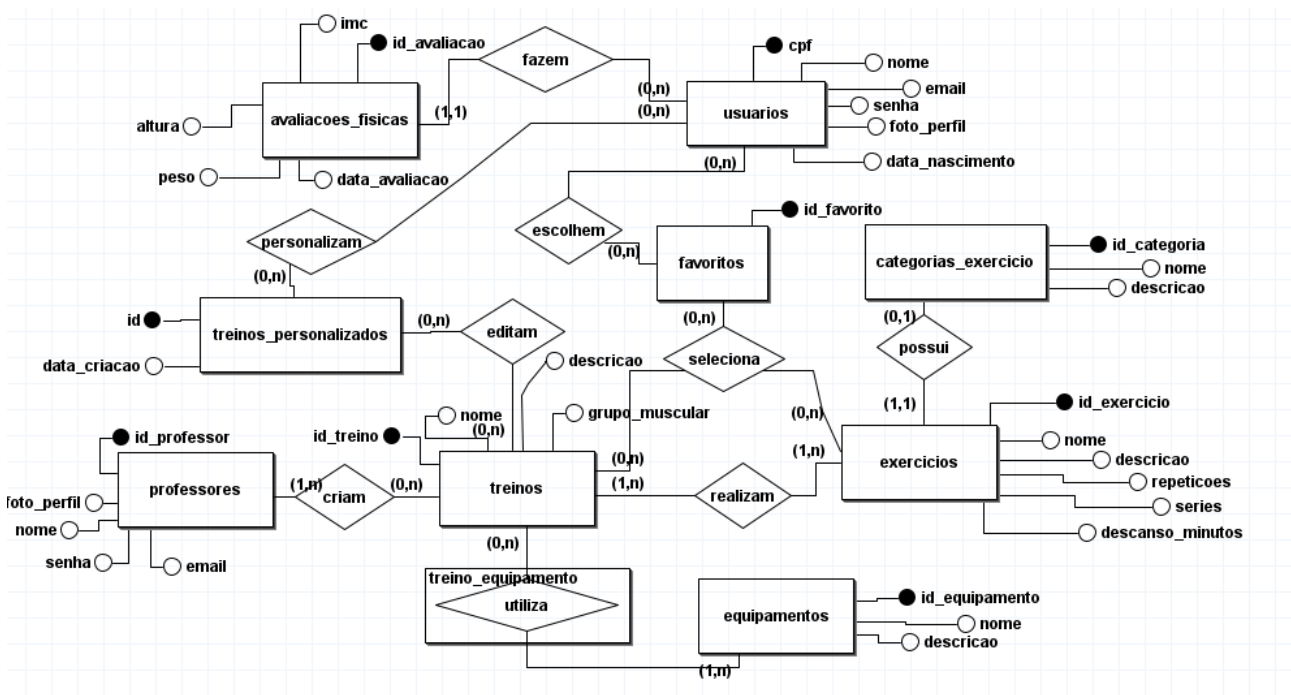 imc
id_avaliacao
altura
avaliacoes_fisicas
peso
data_avaliacao
(1,1)
fazem
(0,n)
(0,n)
cpf
nome
email
senha
foto_perfil
data_nascimento
usuarios
(0,n)
personalizam
(0,n)
escolhem
(0,n)
id_favorito
favoritos
(0,n)
categorias_exercicio
id_categoria
nome
descricao
(0,1)
possui
(1,1)
id
data_criacao
treinos_personalizados
(0,n)
editam
descricao
seleciona
nome
(0,n)
grupo_muscular
id_treino
(0,n)
(0,n)
id_exercicio
nome
descricao
repeticoes
series
descanso_minutos
exercicios
id_professor
professores
foto_perfil
nome
senha
email
(1,n)
criam
(0,n)
treinos
(1,n)
realizam
(1,n)
(0,n)
treino_equipamento
utiliza
equipamentos
id_equipamento
nome
descricao
(1,n)